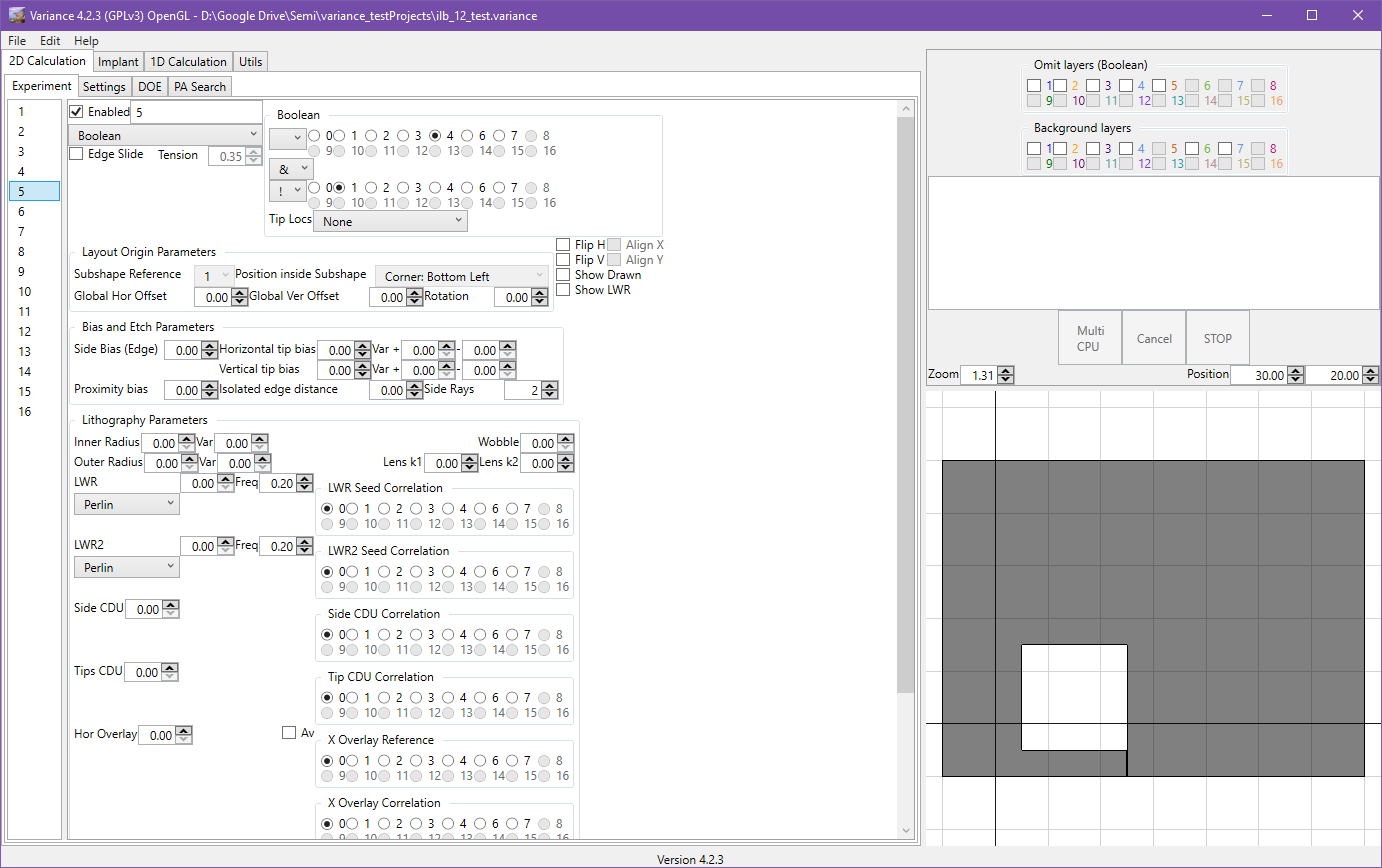 Variance 4.2.3 (GPLv3) OpenGL - D:\Google Drive\Semi\variance_testProjects\ilb_12_test.variance
File Edit Help
2D Calculation Implant 1D Calculation Utils
Experiment Settings DOE PA Search
1
2
3
4
5
6
7
8
9
10
11
12
13
14
15
16
Enabled 5
Boolean
Edge Slide Tension 0.35
Boolean
0 1 2 3 4 6 7 8
9 10 11 12 13 14 15 16
&
! 0 1 2 3 4 6 7 8
9 10 11 12 13 14 15 16
Tip Locs None
Layout Origin Parameters
Subshape Reference 1 Position inside Subshape Corner: Bottom Left
Global Hor Offset 0.00 Global Ver Offset 0.00 Rotation 0.00
Flip H Align X
Flip V Align Y
Show Drawn
Show LWR
Bias and Etch Parameters
Side Bias (Edge) 0.00 Horizontal tip bias 0.00 Var + 0.00 - 0.00
Vertical tip bias 0.00 Var + 0.00 - 0.00
Proximity bias 0.00 Isolated edge distance 0.00 Side Rays 2
Lithography Parameters
Inner Radius 0.00 Var 0.00 Wobble 0.00
Outer Radius 0.00 Var 0.00 Lens k1 0.00 Lens k2 0.00
LWR 0.00 Freq 0.20
Perlin
LWR Seed Correlation
0 1 2 3 4 6 7 8
9 10 11 12 13 14 15 16
LWR2 0.00 Freq 0.20
Perlin
LWR2 Seed Correlation
0 1 2 3 4 6 7 8
9 10 11 12 13 14 15 16
Side CDU 0.00
Side CDU Correlation
0 1 2 3 4 6 7 8
9 10 11 12 13 14 15 16
Tips CDU 0.00
Tip CDU Correlation
0 1 2 3 4 6 7 8
9 10 11 12 13 14 15 16
Hor Overlay 0.00 Av
X Overlay Reference
0 1 2 3 4 6 7 8
9 10 11 12 13 14 15 16
X Overlay Correlation
0 1 2 3 4 6 7 8
9 10 11 12 13 14 15 16
Omit layers (Boolean)
1 2 3 4 5 6 7 8
9 10 11 12 13 14 15 16
Background layers
1 2 3 4 5 6 7 8
9 10 11 12 13 14 15 16
Multi
CPU
Cancel
STOP
Zoom 1.31 Position 30.00 20.00
Version 4.2.3